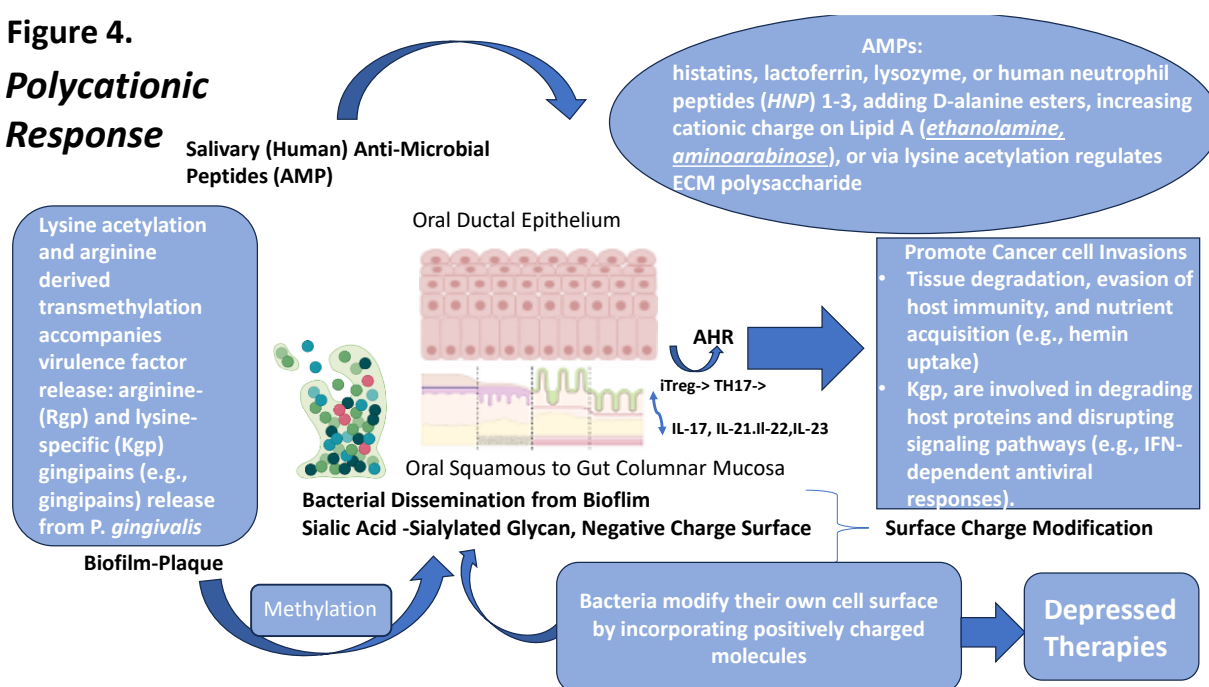 Figure 4.
Polycationic
Response
Salivary (Human) Anti-Microbial
Peptides (AMP)
AMPs:
histatins, lactoferrin, lysozyme, or human neutrophil
peptides (HNP) 1-3, adding D-alanine esters, increasing
cationic charge on Lipid A (ethanolamine,
aminoarabinose), or via lysine acetylation regulates
ECM polysaccharide
Lysine acetylation
and arginine
derived
transmethylation
accompanies
virulence factor
release: arginine-
(Rgp) and lysine-
specific (Kgp)
gingipains (e.g.,
gingipains) release
from P. gingivalis
Biofilm-Plaque
Oral Ductal Epithelium
AHR
iTreg-> TH17->
IL-17, IL-21.Il-22,IL-23
Oral Squamous to Gut Columnar Mucosa
Bacterial Dissemination from Bioflim
Sialic Acid -Sialylated Glycan, Negative Charge Surface
Promote Cancer cell Invasions
• Tissue degradation, evasion of
host immunity, and nutrient
acquisition (e.g., hemin
uptake)
• Kgp, are involved in degrading
host proteins and disrupting
signaling pathways (e.g., IFN-
dependent antiviral
responses).
Surface Charge Modification
Methylation
Bacteria modify their own cell surface
by incorporating positively charged
molecules
Depressed
Therapies